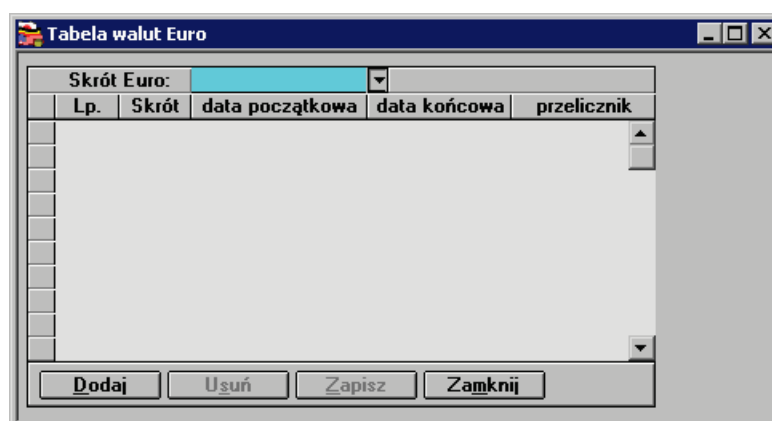 Tabela walut Euro
Skrót Euro:
Lp. Skrót data początkowa data końcowa przelicznik
Dodaj Usuń Zapisz Zamknij